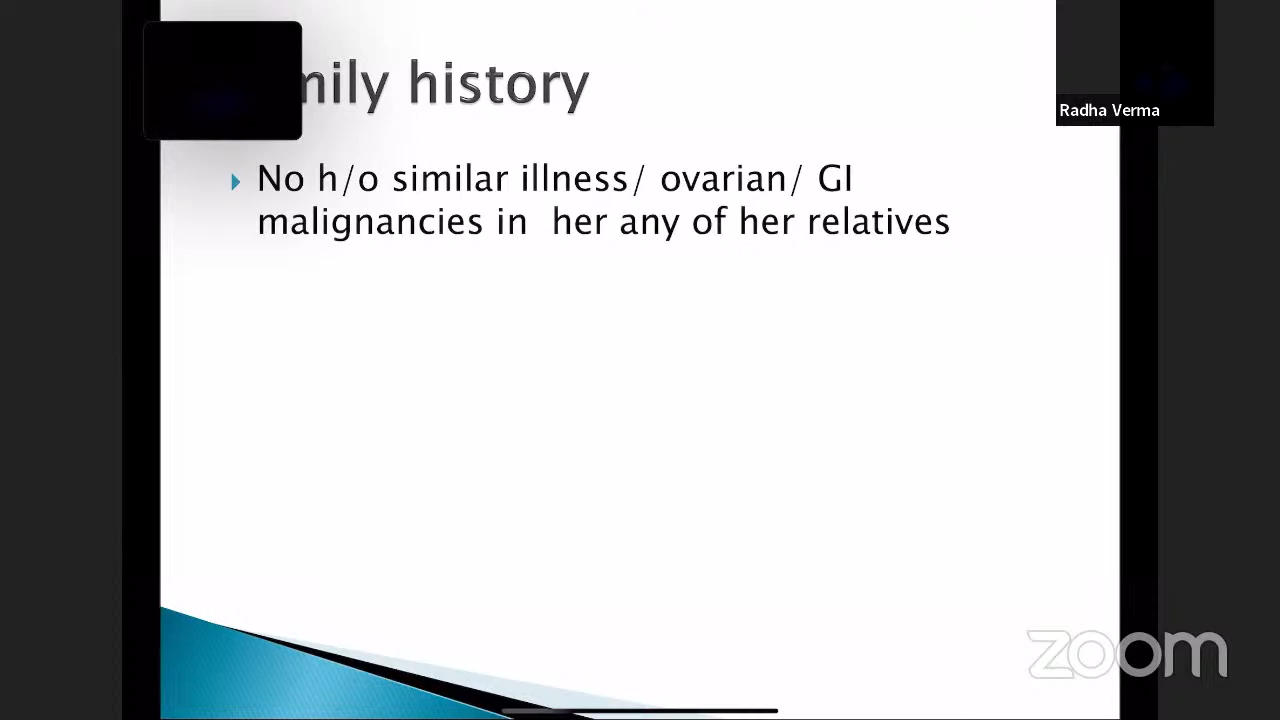 mily history
Radha Verma
No h/o similar illness/ ovarian/ GI
malignancies in  her any of her relatives
zoom